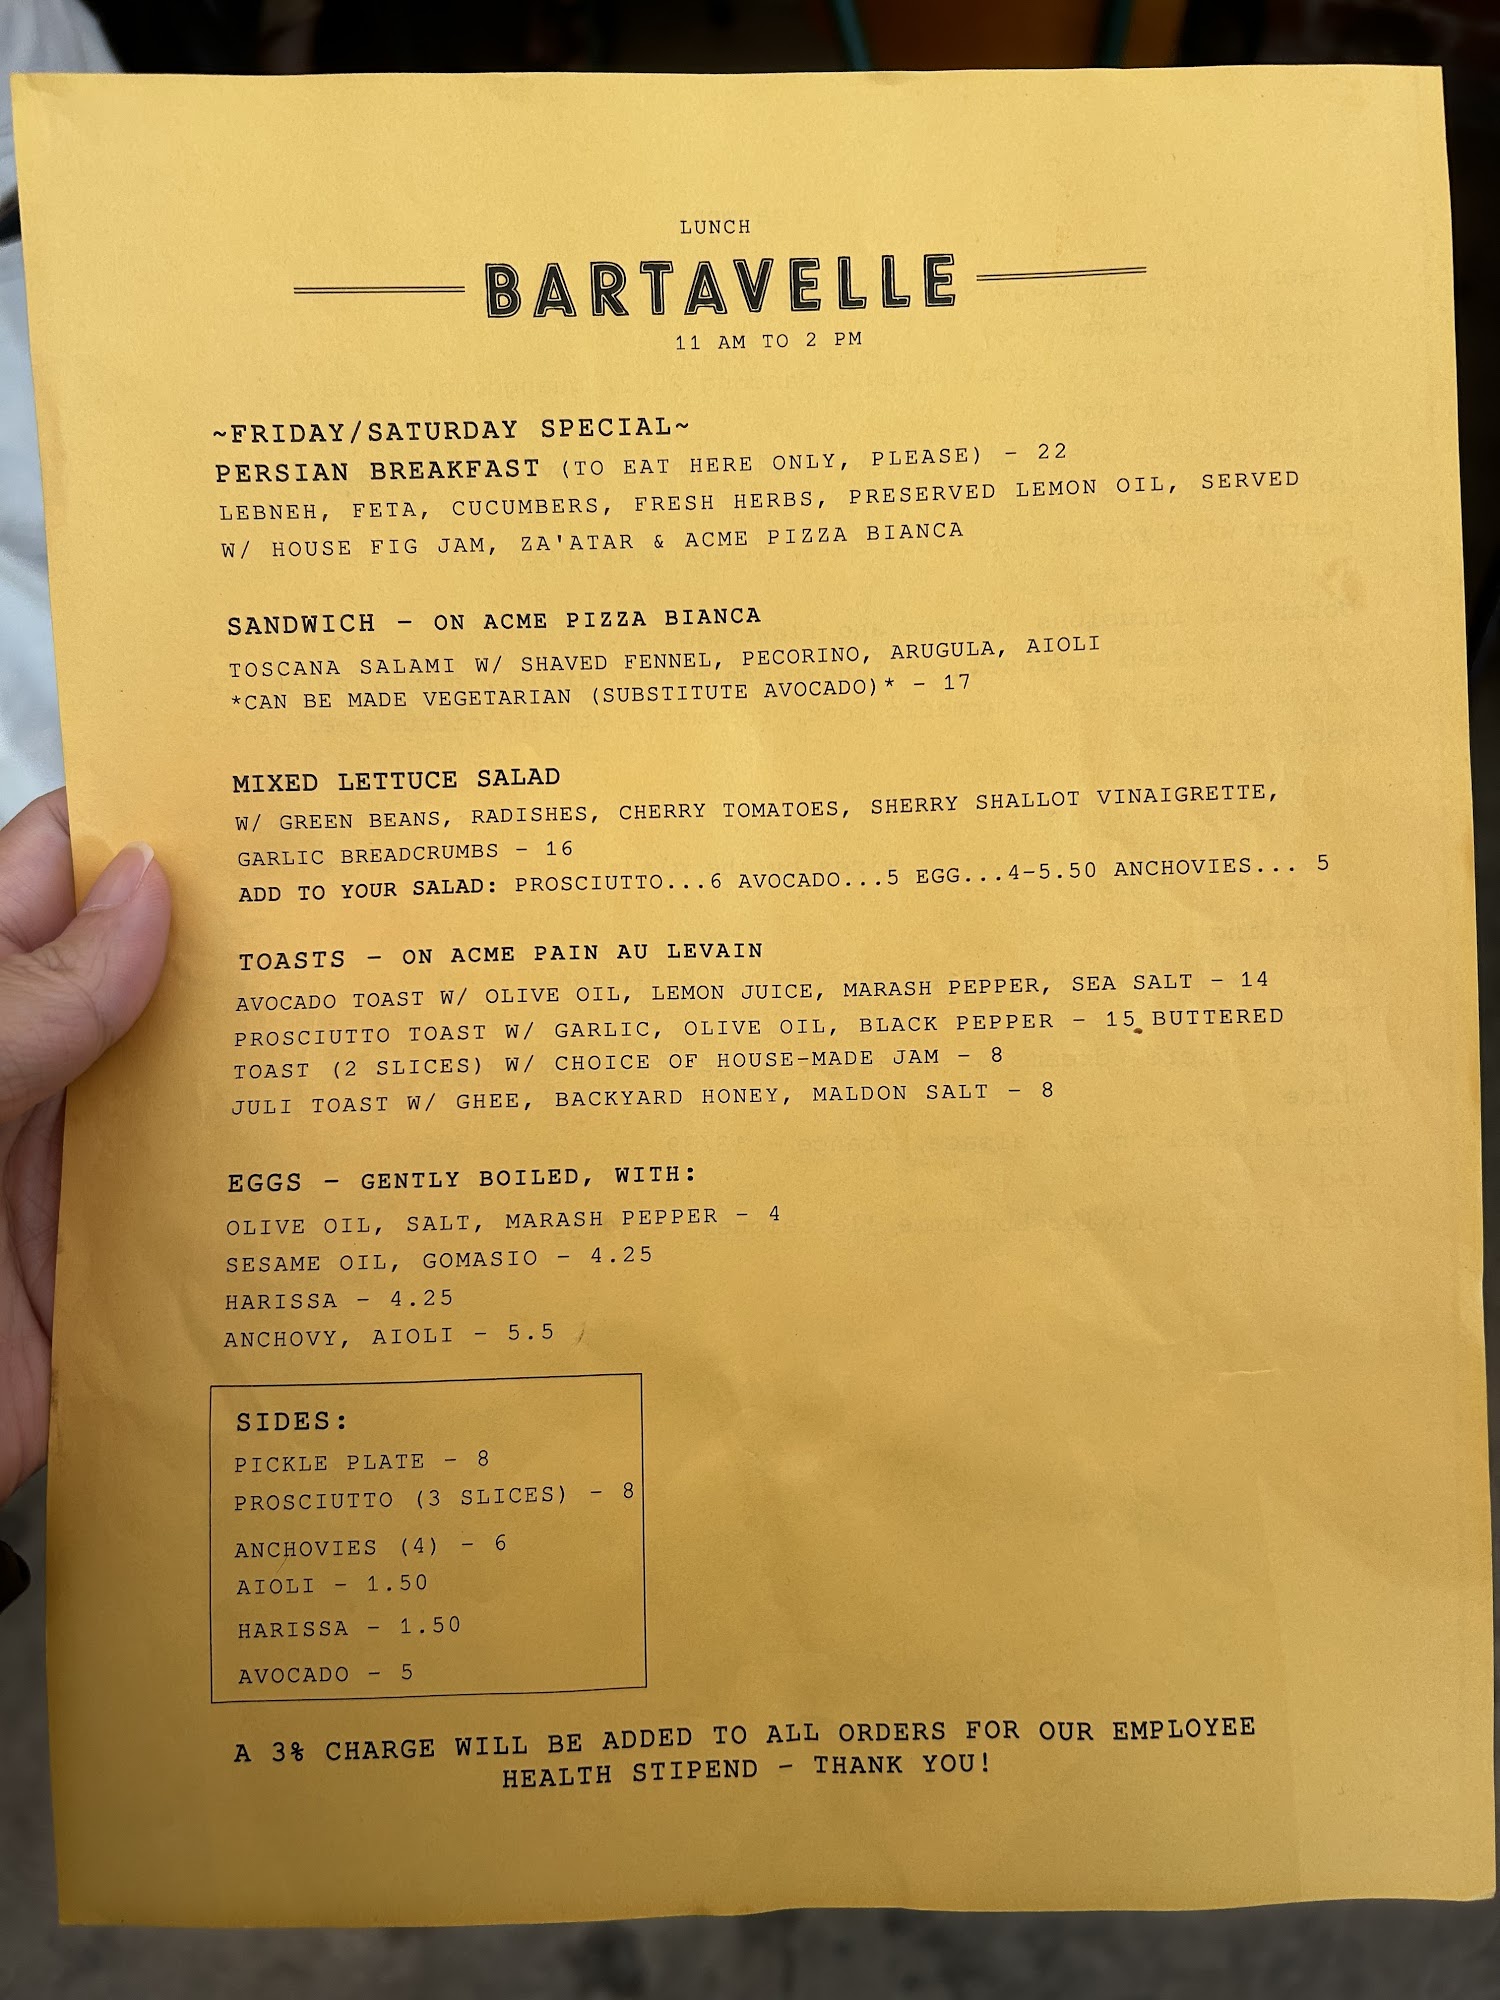 LUNCH
BARTAVELLE
11 AM TO 2 PM
~FRIDAY/SATURDAY SPECIAL~
PERSIAN BREAKFAST (TO EAT HERE ONLY, PLEASE) – 22
LEBNEH, FETA, CUCUMBERS, FRESH HERBS, PRESERVED LEMON OIL, SERVED
W/ HOUSE FIG JAM, ZA'ATAR & ACME PIZZA BIANCA
SANDWICH – ON ACME PIZZA BIANCA
TOSCANA SALAMI W/ SHAVED FENNEL, PECORINO, ARUGULA, AIOLI
*CAN BE MADE VEGETARIAN (SUBSTITUTE AVOCADO)* – 17
MIXED LETTUCE SALAD
W/ GREEN BEANS, RADISHES, CHERRY TOMATOES, SHERRY SHALLOT VINAIGRETTE,
GARLIC BREADCRUMBS – 16
ADD TO YOUR SALAD: PROSCIUTTO...6 AVOCADO...5 EGG...4-5.50 ANCHOVIES... 5
TOASTS – ON ACME PAIN AU LEVAIN
AVOCADO TOAST W/ OLIVE OIL, LEMON JUICE, MARASH PEPPER, SEA SALT – 14
PROSCIUTTO TOAST W/ GARLIC, OLIVE OIL, BLACK PEPPER – 15 BUTTERED
TOAST (2 SLICES) W/ CHOICE OF HOUSE-MADE JAM – 8
JULI TOAST W/ GHEE, BACKYARD HONEY, MALDON SALT – 8
EGGS – GENTLY BOILED, WITH:
OLIVE OIL, SALT, MARASH PEPPER – 4
SESAME OIL, GOMASIO – 4.25
HARISSA – 4.25
ANCHOVY, AIOLI – 5.5
SIDES:
PICKLE PLATE – 8
PROSCIUTTO (3 SLICES) – 8
ANCHOVIES (4) – 6
AIOLI – 1.50
HARISSA – 1.50
AVOCADO – 5
A 3% CHARGE WILL BE ADDED TO ALL ORDERS FOR OUR EMPLOYEE
HEALTH STIPEND – THANK YOU!